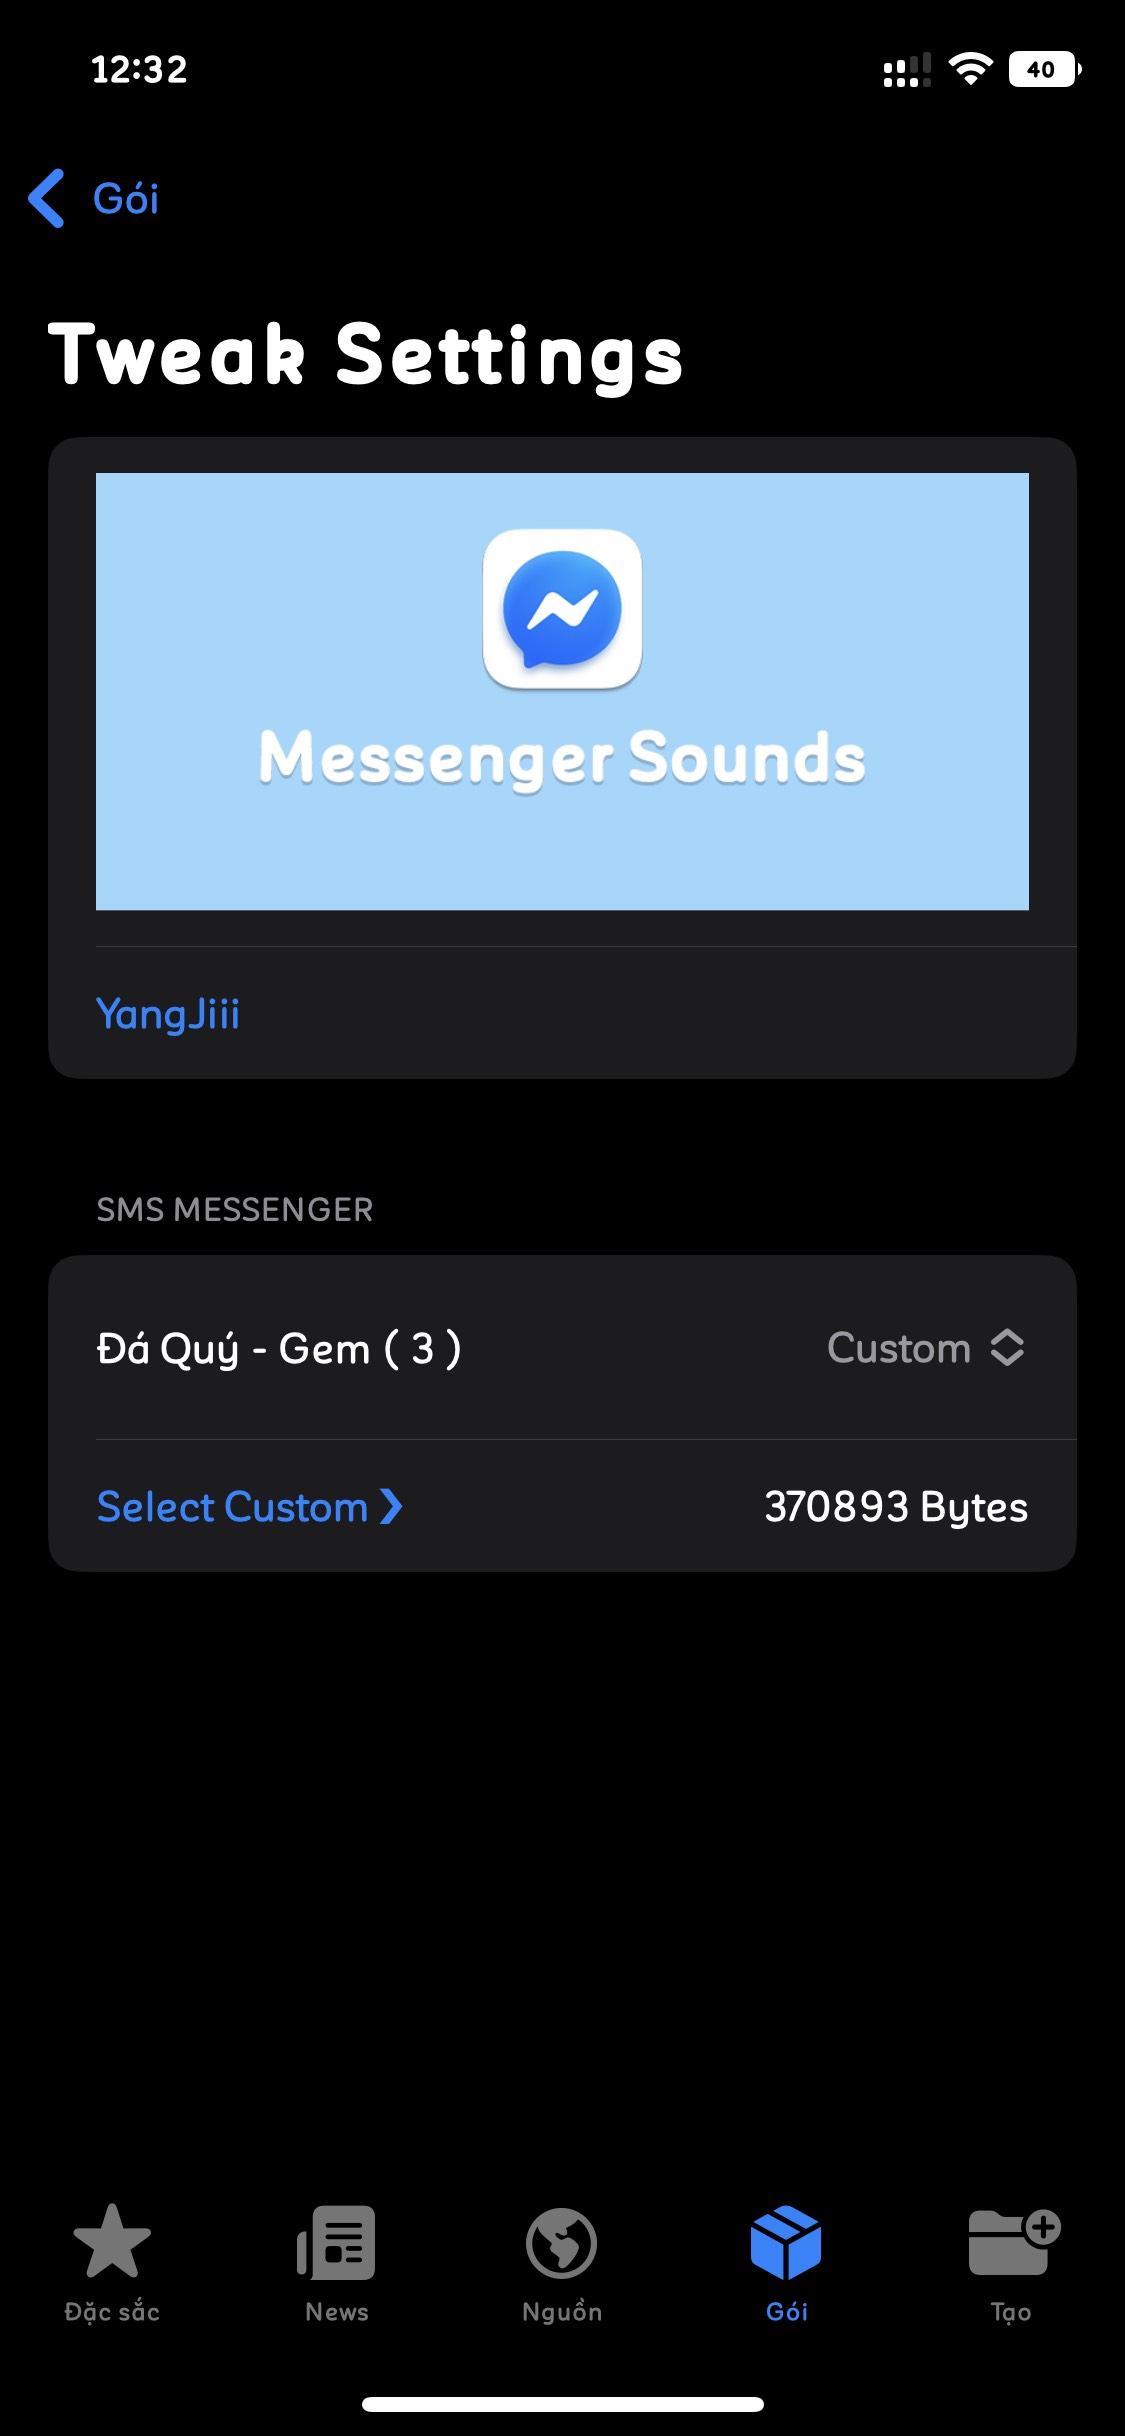 12:32
40
Gói
Tweak Settings
Messenger Sounds
YangJiii
SMS MESSENGER
Đá Quý - Gem ( 3 )
Custom
Select Custom ❯
370893 Bytes
Đặc sắc
News
Nguồn
Gói
Tạo